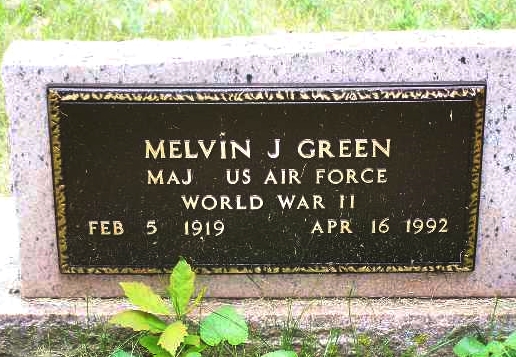 MELVIN J GREEN
MAJ US AIR FORCE
WORLD WAR II
FEB 5 1919 APR 16 1992